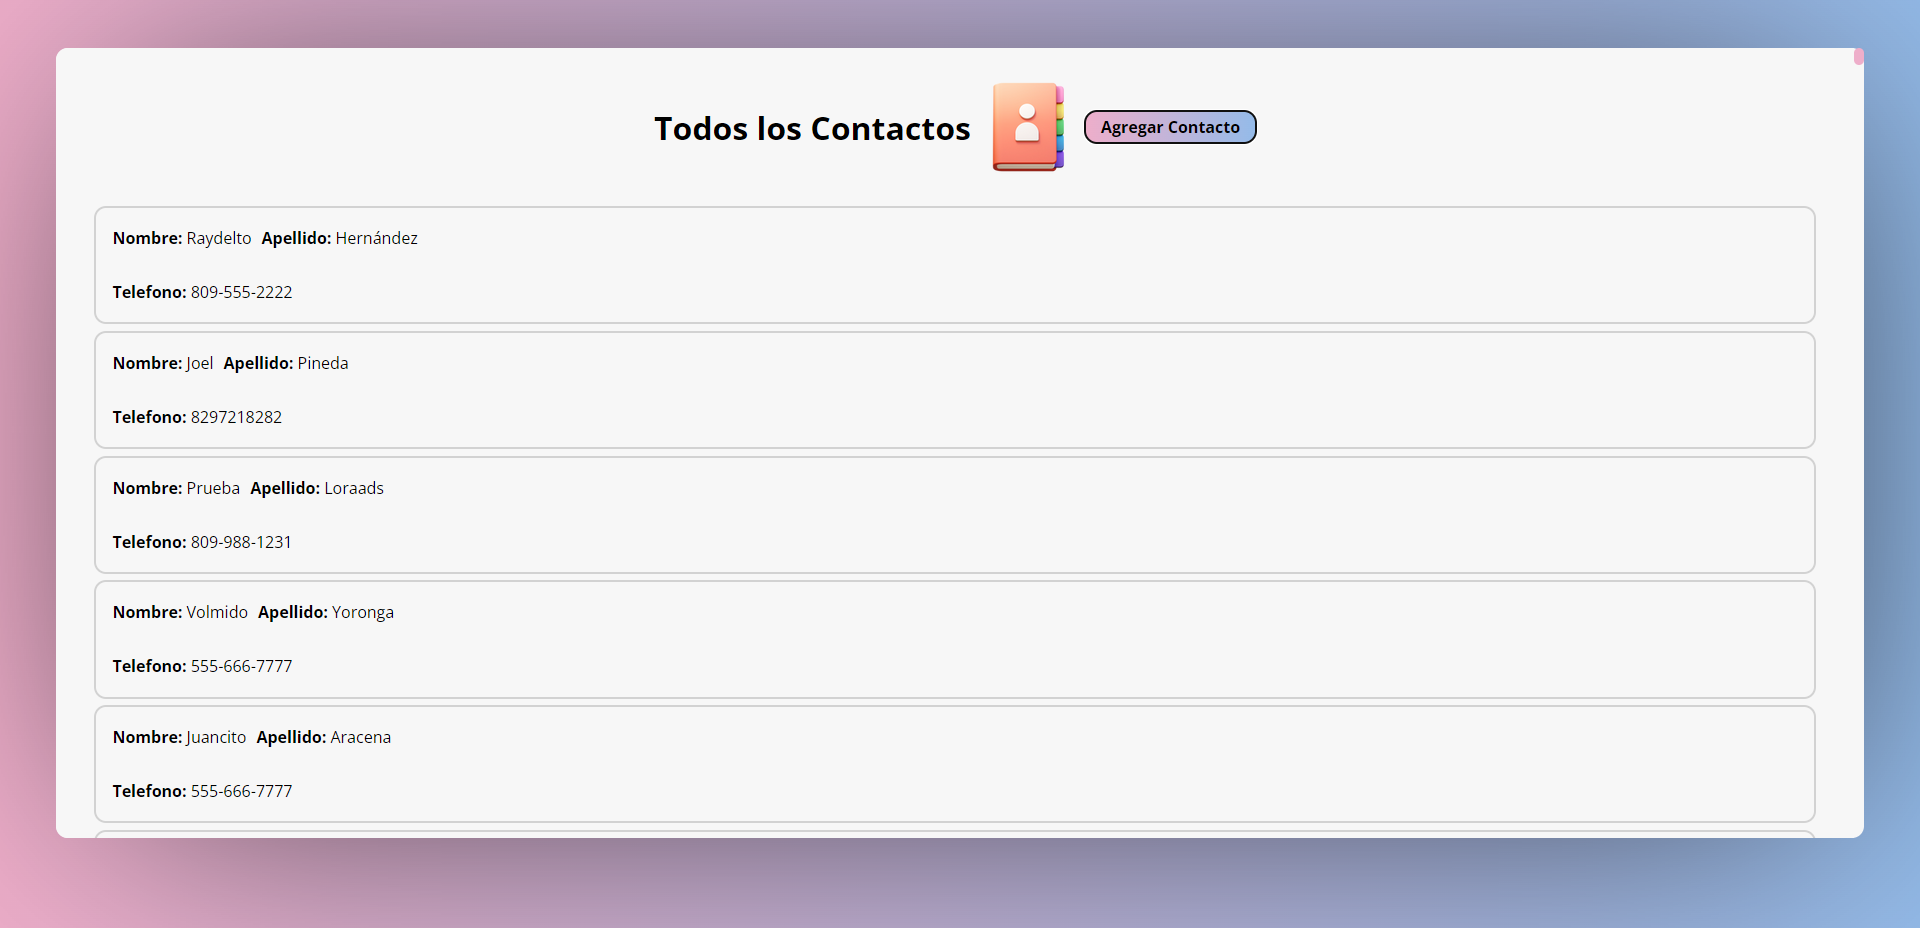 Todos los Contactos
Agregar Contacto
Nombre: Raydelto Apellido: Hernández
Telefono: 809-555-2222
Nombre: Joel Apellido: Pineda
Telefono: 8297218282
Nombre: Prueba Apellido: Loraads
Telefono: 809-988-1231
Nombre: Volmido Apellido: Yoronga
Telefono: 555-666-7777
Nombre: Juancito Apellido: Aracena
Telefono: 555-666-7777